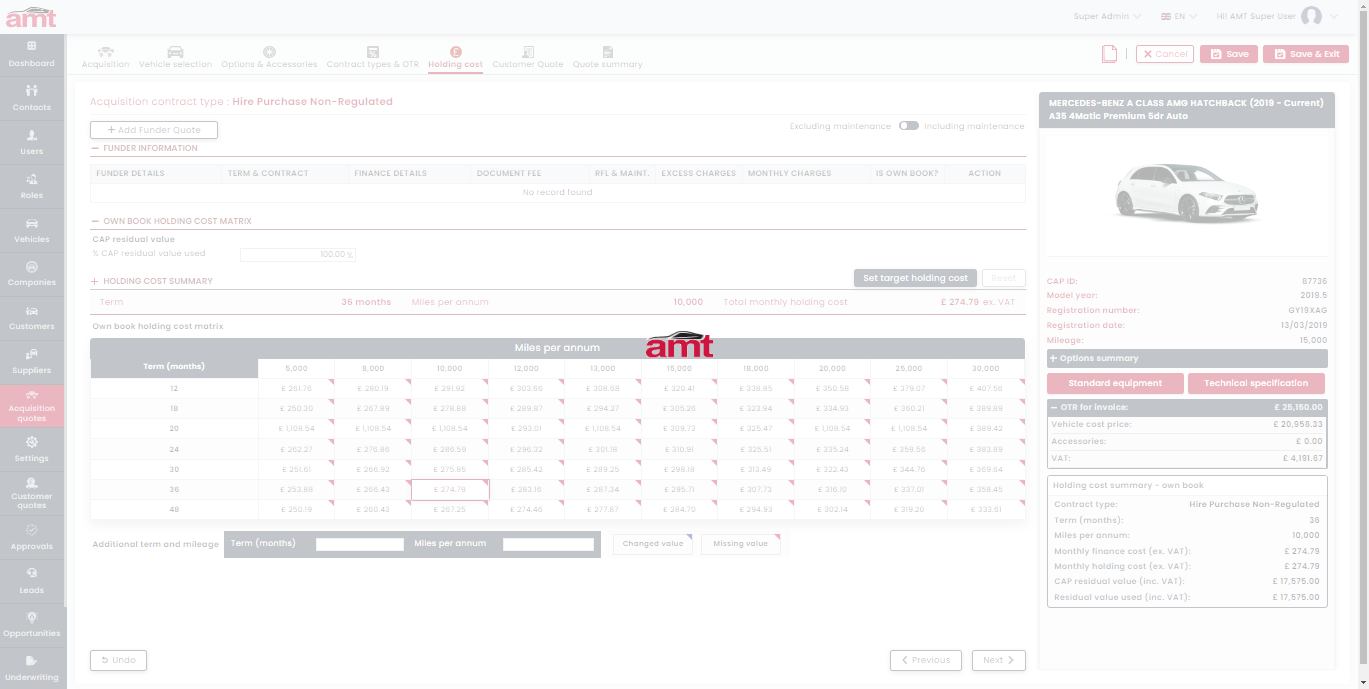 amt
Super Admin
EN
Hi! AMT Super User
Dashboard
Contacts
Users
Roles
Vehicles
Companies
Customers
Suppliers
Acquisition
quotes
Settings
Customer
quotes
Approvals
Leads
Opportunities
Underwriting
Acquisition
Vehicle selection
Options & Accessories
Contract types & OTR
Holding cost
Customer Quote
Quote summary
Cancel
Save
Save & Exit
Acquisition contract type : Hire Purchase Non-Regulated
+ Add Funder Quote
Excluding maintenance
Including maintenance
FUNDER INFORMATION
FUNDER DETAILS TERM & CONTRACT FINANCE DETAILS DOCUMENT FEE RFL & MAINT. EXCESS CHARGES MONTHLY CHARGES IS OWN BOOK? ACTION
No record found
OWN BOOK HOLDING COST MATRIX
CAP residual value
% CAP residual value used 100.00 %
HOLDING COST SUMMARY
Set target holding cost
Reset
Term 36 months Miles per annum 10,000 Total monthly holding cost £ 274.79 ex. VAT
Own book holding cost matrix
amt
Miles per annum
Term (months) 5,000 8,000 10,000 12,000 13,000 15,000 18,000 20,000 25,000 30,000
12 £ 261.76 £ 280.19 £ 291.92 £ 303.66 £ 308.68 £ 320.41 £ 338.85 £ 350.58 £ 379.07 £ 407.56
18 £ 250.30 £ 267.89 £ 278.88 £ 289.87 £ 294.27 £ 305.26 £ 323.94 £ 334.93 £ 360.21 £ 389.89
20 £ 1,108.54 £ 1,108.54 £ 1,108.54 £ 293.01 £ 1,108.54 £ 309.73 £ 325.47 £ 1,108.54 £ 1,108.54 £ 389.42
24 £ 262.27 £ 276.86 £ 286.59 £ 296.32 £ 301.18 £ 310.91 £ 325.51 £ 335.24 £ 359.56 £ 383.89
30 £ 251.61 £ 266.92 £ 275.85 £ 285.42 £ 289.25 £ 298.18 £ 313.49 £ 322.43 £ 344.76 £ 369.64
36 £ 253.88 £ 266.43 £ 274.79 £ 283.16 £ 287.34 £ 295.71 £ 307.73 £ 316.10 £ 337.01 £ 358.45
48 £ 250.19 £ 260.43 £ 267.25 £ 274.46 £ 277.87 £ 284.70 £ 294.93 £ 302.14 £ 319.20 £ 333.61
Additional term and mileage Term (months) Miles per annum
Changed value
Missing value
Undo
Previous
Next
MERCEDES-BENZ A CLASS AMG HATCHBACK (2019 - Current)
A35 4Matic Premium 5dr Auto
CAP ID: 87736
Model year: 2019.5
Registration number: GY19XAG
Registration date: 13/03/2019
Mileage: 15,000
+ Options summary
Standard equipment
Technical specification
OTR for invoice: £ 25,150.00
Vehicle cost price: £ 20,958.33
Accessories: £ 0.00
VAT: £ 4,191.67
Holding cost summary - own book
Contract type: Hire Purchase Non-Regulated
Term (months): 36
Miles per annum: 10,000
Monthly finance cost (ex. VAT): £ 274.79
Monthly holding cost (ex. VAT): £ 274.79
CAP residual value (inc. VAT): £ 17,575.00
Residual value used (inc. VAT): £ 17,575.00